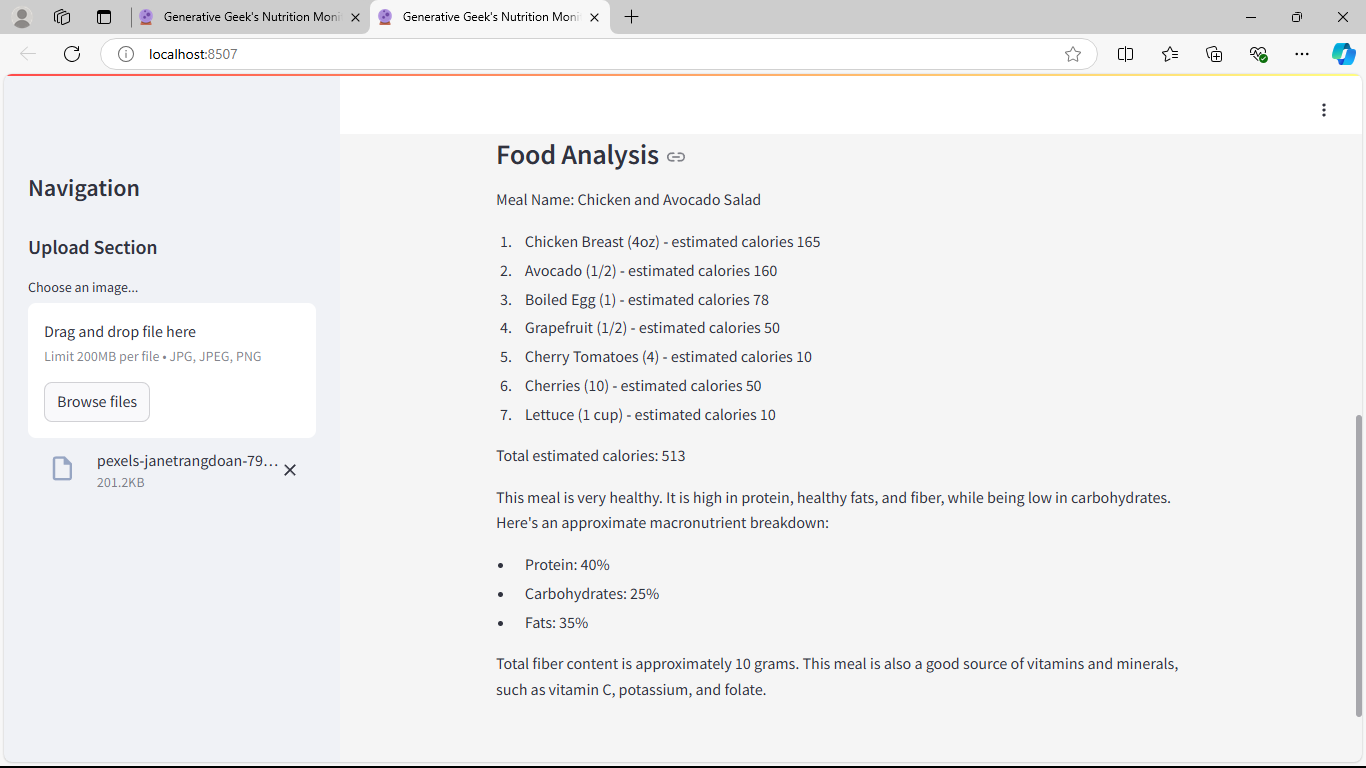 Generative Geek's Nutrition Moni
Generative Geek's Nutrition Moni
localhost:8507
Navigation
Upload Section
Choose an image...
Drag and drop file here
Limit 200MB per file • JPG, JPEG, PNG
Browse files
pexels-janetrangdoan-79...
201.2KB
Food Analysis
Meal Name: Chicken and Avocado Salad
1. Chicken Breast (4oz) - estimated calories 165
2. Avocado (1/2) - estimated calories 160
3. Boiled Egg (1) - estimated calories 78
4. Grapefruit (1/2) - estimated calories 50
5. Cherry Tomatoes (4) - estimated calories 10
6. Cherries (10) - estimated calories 50
7. Lettuce (1 cup) - estimated calories 10
Total estimated calories: 513
This meal is very healthy. It is high in protein, healthy fats, and fiber, while being low in carbohydrates.
Here's an approximate macronutrient breakdown:
• Protein: 40%
• Carbohydrates: 25%
• Fats: 35%
Total fiber content is approximately 10 grams. This meal is also a good source of vitamins and minerals,
such as vitamin C, potassium, and folate.